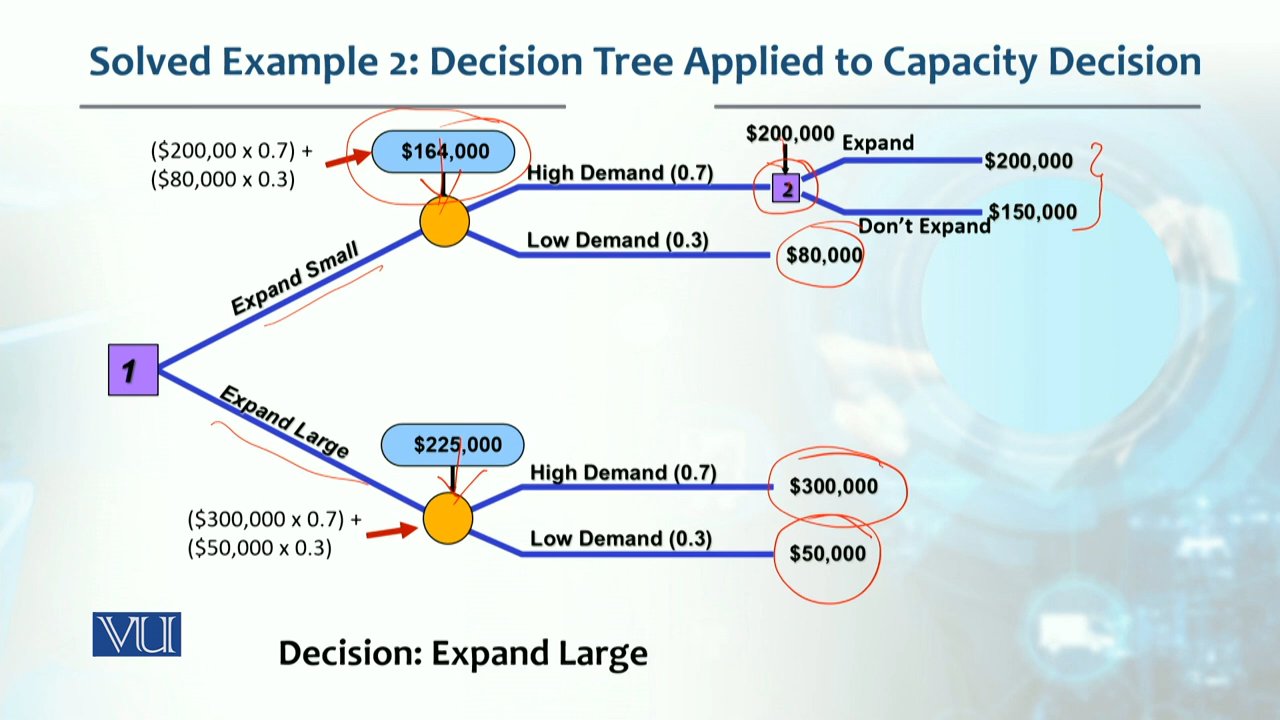 Solved Example 2: Decision Tree Applied to Capacity Decision
($200,00 x 0.7) +
($80,000 x 0.3)
$164,000
High Demand (0.7)
$200,000
Expand
2
$200,000
$150,000
Don't Expand
Low Demand (0.3)
$80,000
Expand Small
1
Expand Large
$225,000
High Demand (0.7)
$300,000
($300,000 x 0.7) +
($50,000 x 0.3)
Low Demand (0.3)
$50,000
VU
Decision: Expand Large